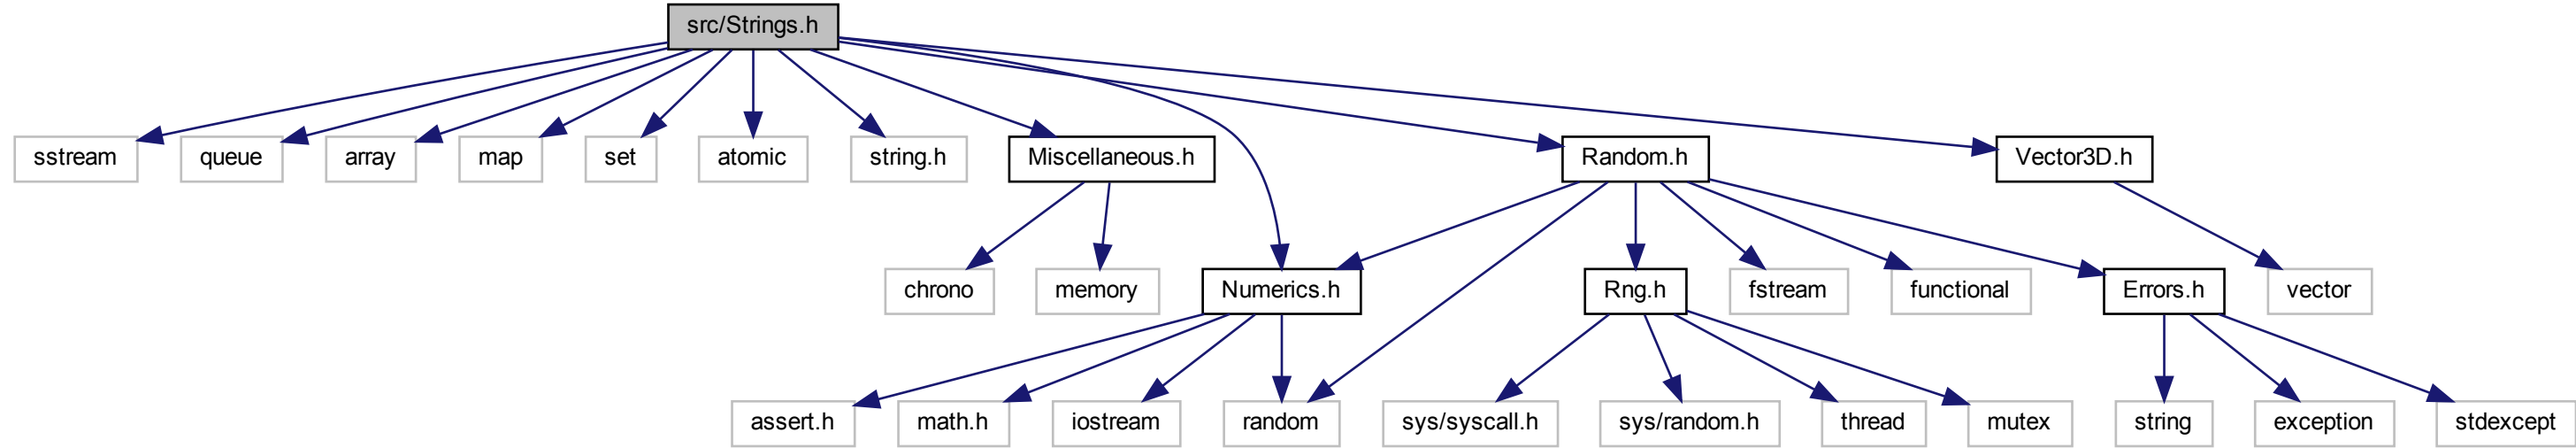 src/Strings.h
sstream
queue
array
map
set
atomic
string.h
Miscellaneous.h
Random.h
Vector3D.h
chrono
memory
Numerics.h
Rng.h
fstream
functional
Errors.h
vector
assert.h
math.h
iostream
random
sys/syscall.h
sys/random.h
thread
mutex
string
exception
stdexcept